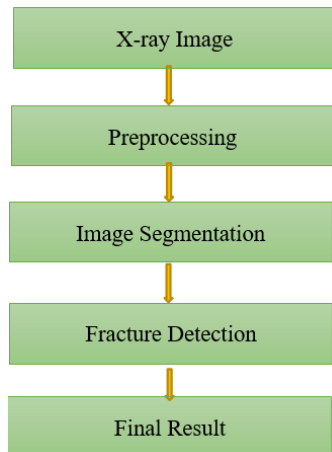 X-ray Image
Preprocessing
Image Segmentation
Fracture Detection
Final Result